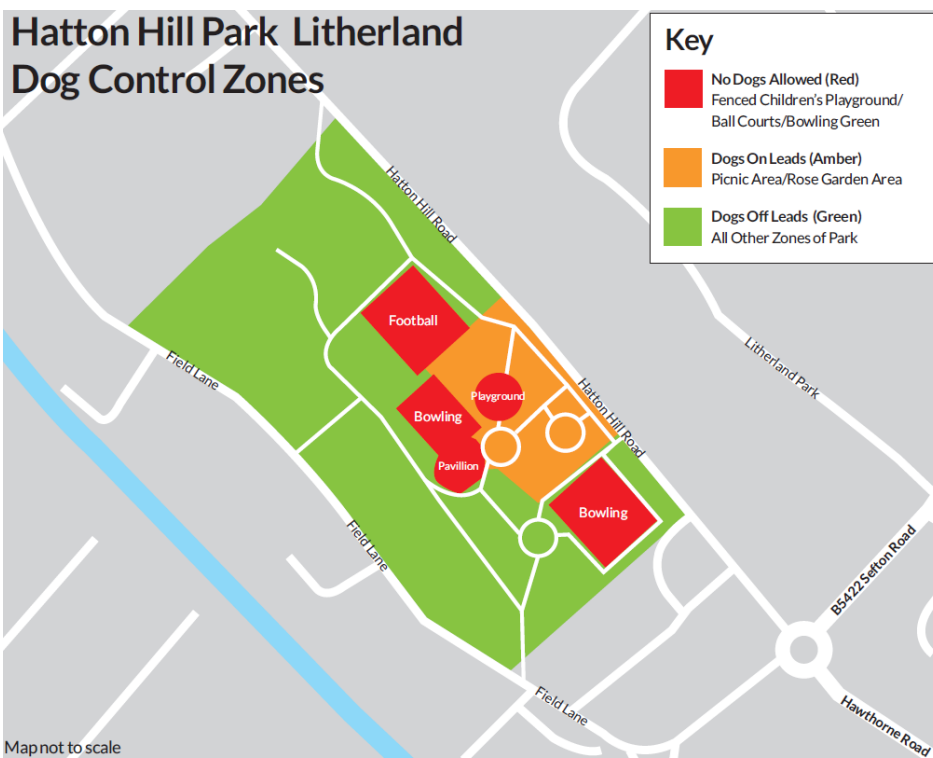 Hatton Hill Park Litherland
Dog Control Zones
Key
No Dogs Allowed (Red)
Fenced Children's Playground/
Ball Courts/Bowling Green
Dogs On Leads (Amber)
Picnic Area/Rose Garden Area
Dogs Off Leads (Green)
All Other Zones of Park
Hatton Hill Road
Football
Field Lane
Litherland Park
Playground
Hatton Hill Road
Bowling
Pavillion
Bowling
Field Lane
B5422 Sefton Road
Field Lane
Hawthorne Road
Map not to scale